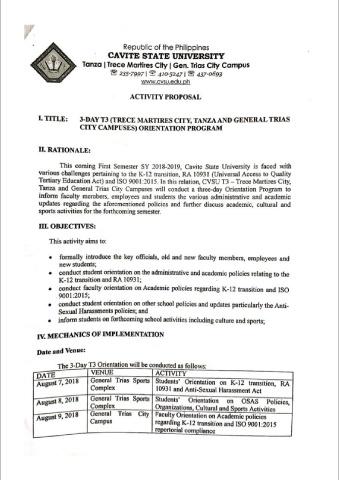 Republic of the Philippines
CAVITE STATE UNIVERSITY
Tanza | Trece Martires City | Gen. Trias City Campus
☏ 235-7997 | ☏ 410-5247 | ☏ 437-0693
www.cvsu.edu.ph
ACTIVITY PROPOSAL
I. TITLE: 3-DAY T3 (TRECE MARTIRES CITY, TANZA AND GENERAL TRIAS
CITY CAMPUSES) ORIENTATION PROGRAM
II. RATIONALE:
This coming First Semester SY 2018-2019, Cavite State University is faced with
various challenges pertaining to the K-12 transition, RA 10931 (Universal Access to Quality
Tertiary Education Act) and ISO 9001:2015. In this relation, CVSU T3 – Trece Martires City,
Tanza and General Trias City Campuses will conduct a three-day Orientation Program to
inform faculty members, employees and students the various administrative and academic
updates regarding the aforementioned policies and further discuss academic, cultural and
sports activities for the forthcoming semester.
III. OBJECTIVES:
This activity aims to:
• formally introduce the key officials, old and new faculty members, employees and
new students;
• conduct student orientation on the administrative and academic policies relating to the
K-12 transition and RA 10931;
• conduct faculty orientation on Academic policies regarding K-12 transition and ISO
9001:2015;
• conduct student orientation on other school policies and updates particularly the Anti-
Sexual Harassments policies; and
• inform students on forthcoming school activities including culture and sports;
IV. MECHANICS OF IMPLEMENTATION
Date and Venue:
The 3-Day T3 Orientation will be conducted as follows:
DATE VENUE ACTIVITY
August 7, 2018 General Trias Sports Students' Orientation on K-12 transition, RA
Complex 10931 and Anti-Sexual Harassment Act
August 8, 2018 General Trias Sports Students' Orientation on OSAS Policies,
Complex Organizations, Cultural and Sports Activities
August 9, 2018 General Trias City Faculty Orientation on Academic policies
Campus regarding K-12 transition and ISO 9001:2015
reportorial compliance